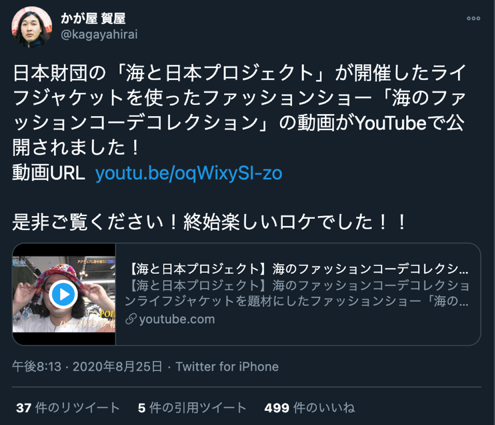 かが屋 賀屋
@kagayahirai
日本財団の「海と日本プロジェクト」が開催したライ
フジャケットを使ったファッションショー「海のファ
ッションコーデコレクション」の動画がYouTubeで公
開されました！
動画URL youtu.be/oqWixySl-zo
是非ご覧ください！終始楽しいロケでした！！
【海と日本プロジェクト】海のファッションコーデコレクショ...
【海と日本プロジェクト】海のファッションコーデコレクショ
ンライフジャケットを題材にしたファッションショー「海の...
youtube.com
午後8:13 · 2020年8月25日 · Twitter for iPhone
37 件のリツイート 5 件の引用ツイート 499 件のいいね